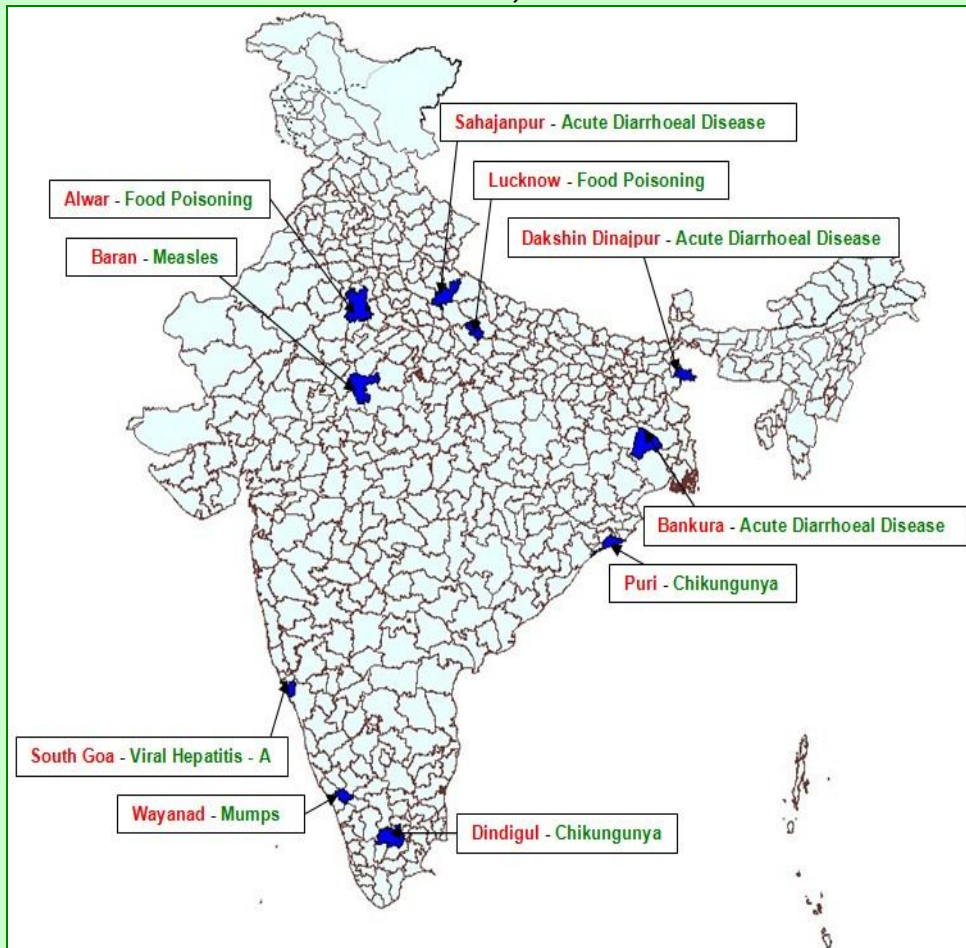 Sahajanpur - Acute Diarrhoeal Disease
Lucknow - Food Poisoning
Alwar - Food Poisoning
Dakshin Dinajpur - Acute Diarrhoeal Disease
Baran - Measles
Bankura - Acute Diarrhoeal Disease
Puri - Chikungunya
South Goa - Viral Hepatitis - A
Wayanad - Mumps
Dindigul - Chikungunya